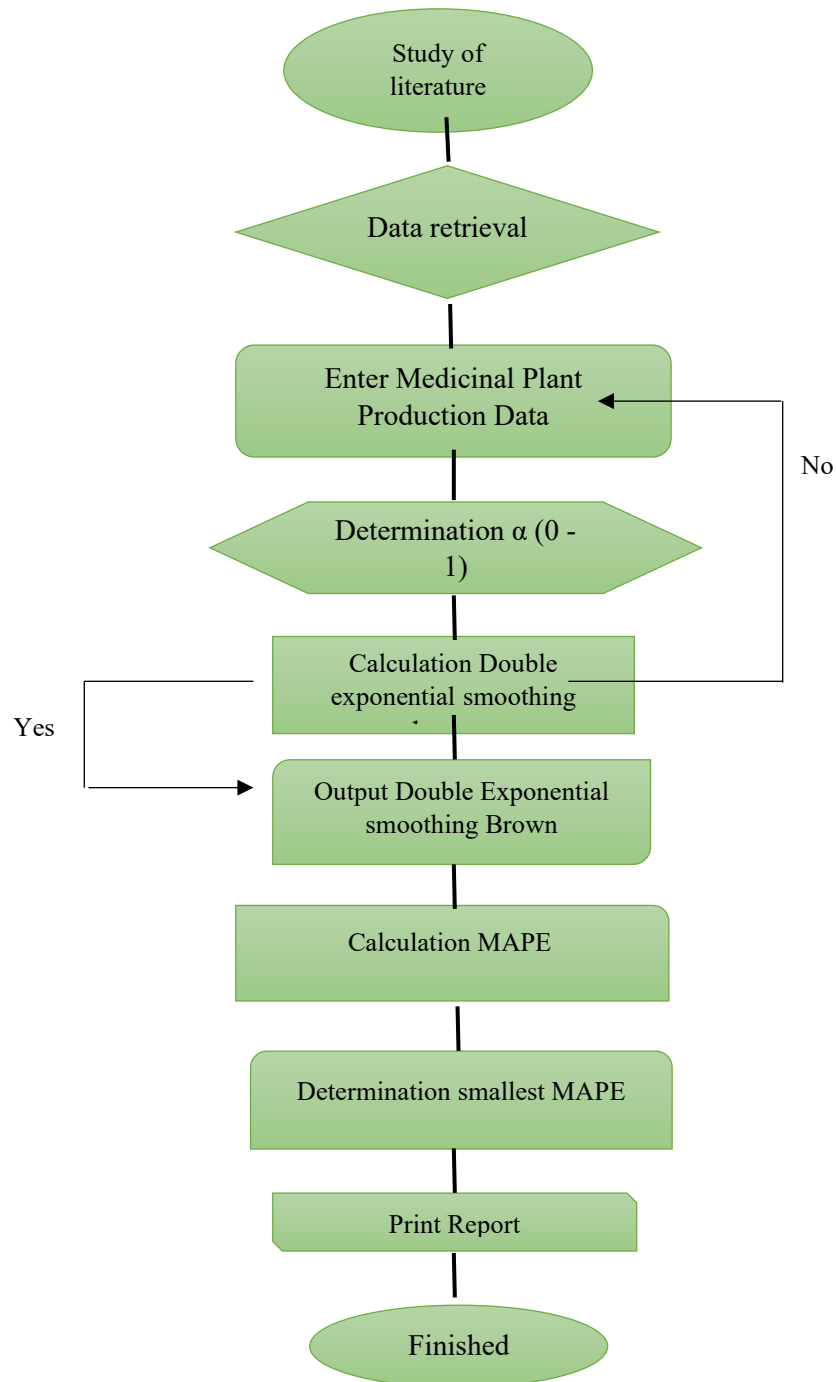 Study of
literature
Data retrieval
Enter Medicinal Plant
Production Data
No
Determination α (0 -
1)
Calculation Double
exponential smoothing
Yes
Output Double Exponential
smoothing Brown
Calculation MAPE
Determination smallest MAPE
Print Report
Finished